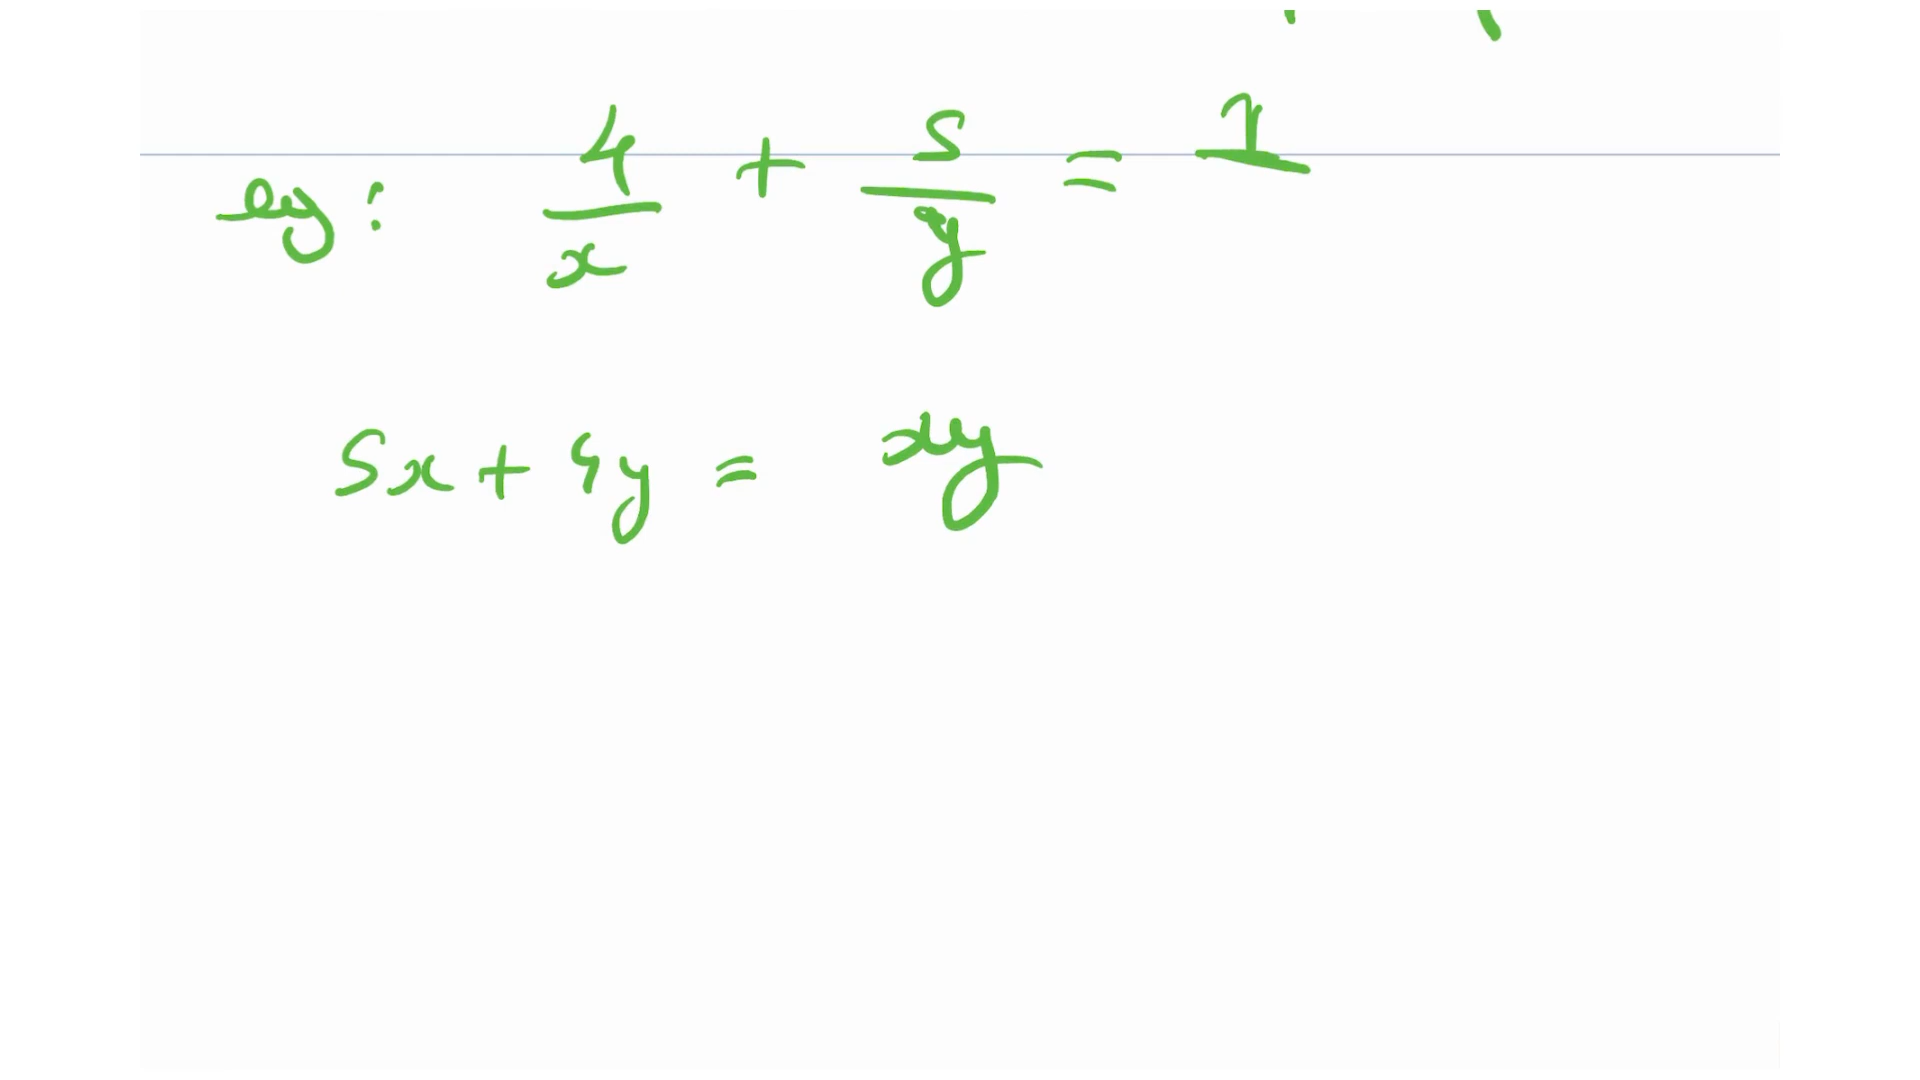 eg: 4/x + 5/y = 1
5x + 4y = xy